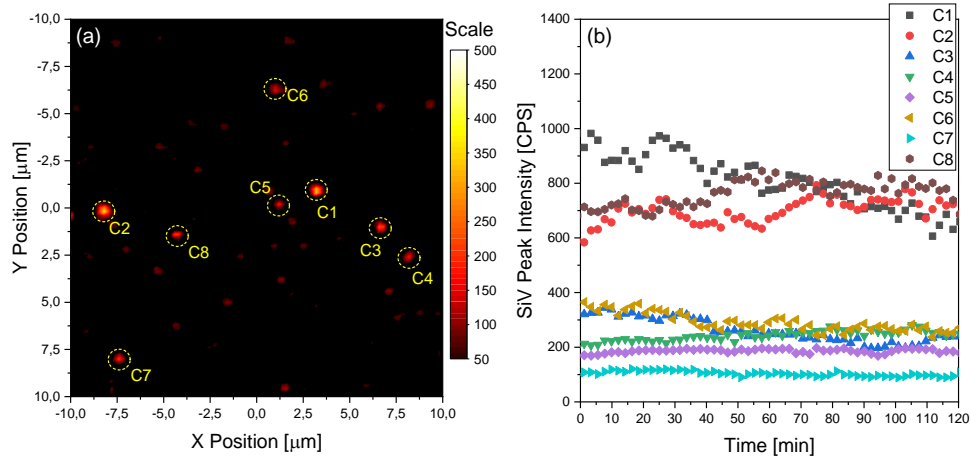 (a)
Scale
-10,0
-7,5
-5,0
-2,5
0,0
2,5
5,0
7,5
10,0
Y Position [μm]
C6
C5
C1
C2
C8
C3
C4
C7
-10,0 -7,5 -5,0 -2,5 0,0 2,5 5,0 7,5 10,0
X Position [μm]
500
450
400
350
300
250
200
150
100
50
(b)
1400
1200
1000
800
600
400
200
0
SiV Peak Intensity [CPS]
C1
C2
C3
C4
C5
C6
C7
C8
0 10 20 30 40 50 60 70 80 90 100 110 120
Time [min]